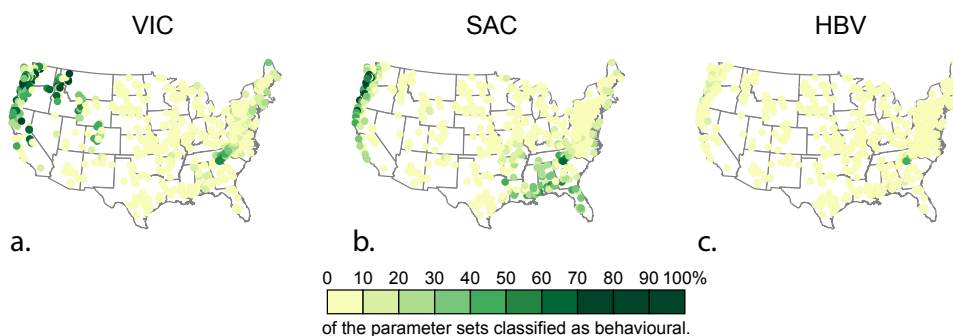 VIC SAC HBV
a. b. c.
0 10 20 30 40 50 60 70 80 90 100%
of the parameter sets classified as behavioural.